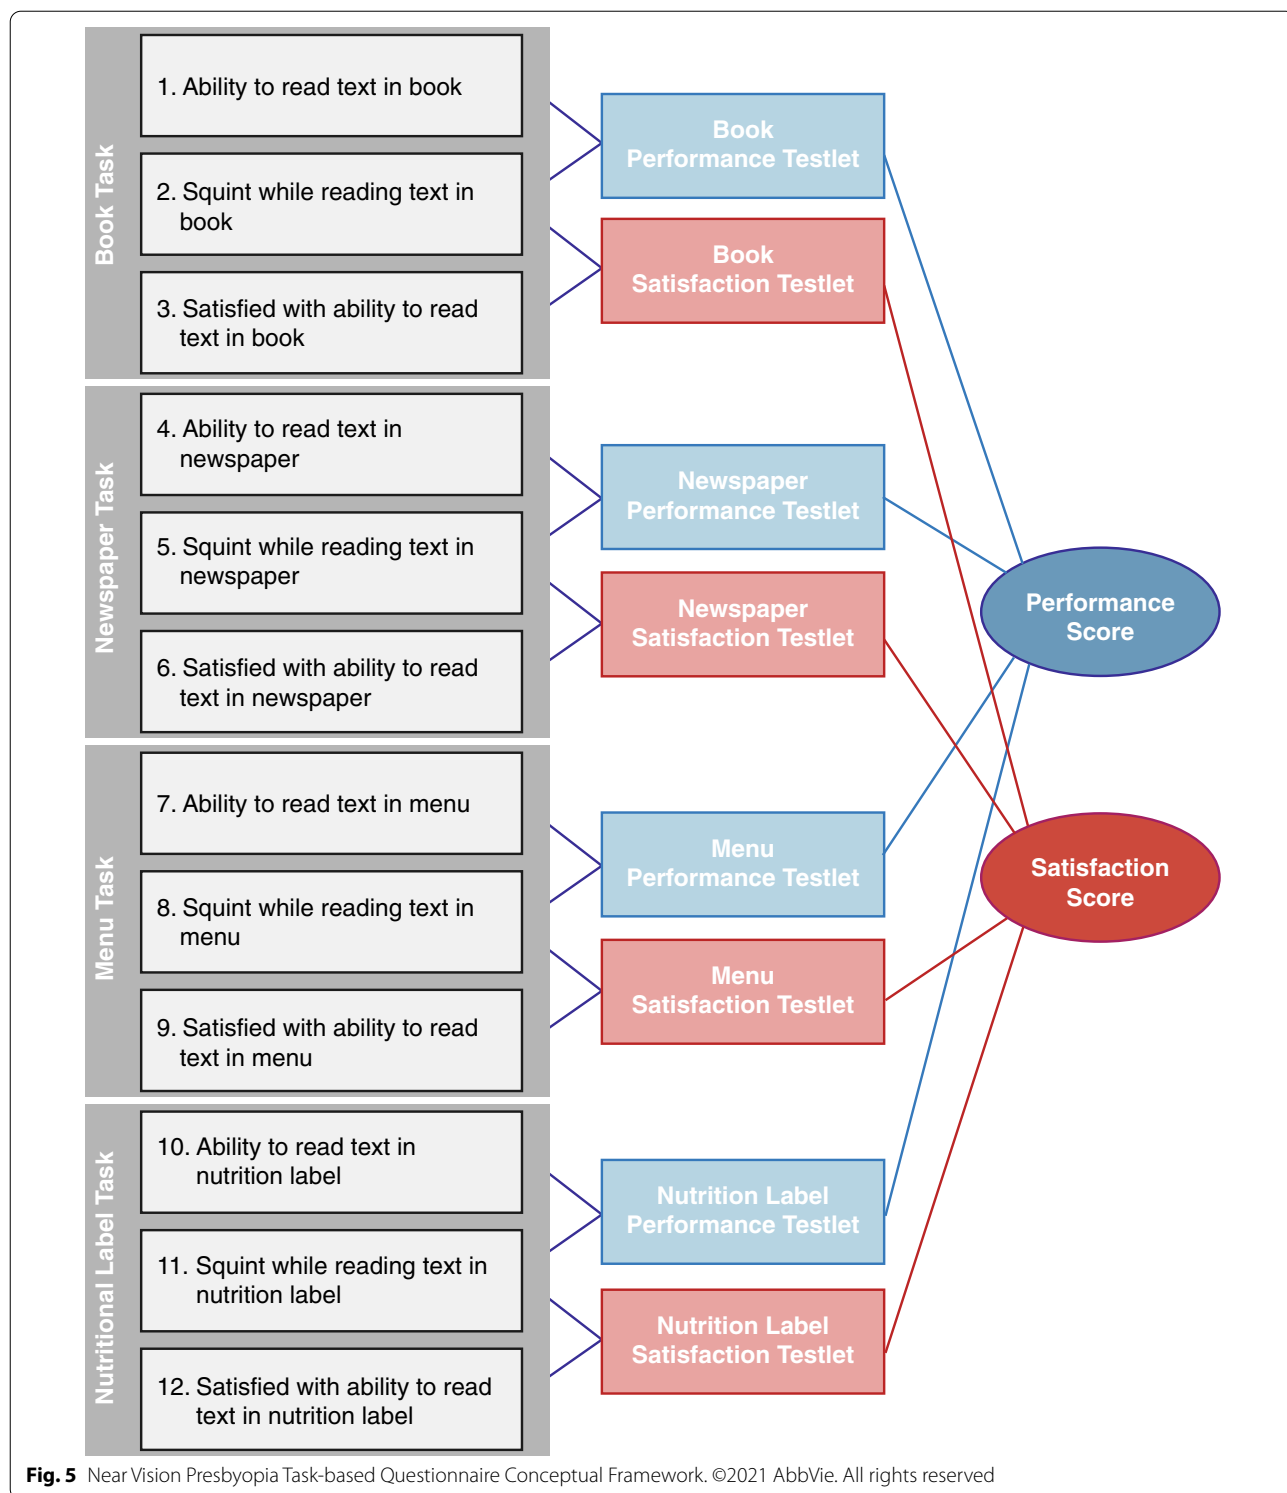 Book Task
1. Ability to read text in book
2. Squint while reading text in
book
3. Satisfied with ability to read
text in book
Book
Performance Testlet
Book
Satisfaction Testlet
Newspaper Task
4. Ability to read text in
newspaper
5. Squint while reading text in
newspaper
6. Satisfied with ability to read
text in newspaper
Newspaper
Performance Testlet
Newspaper
Satisfaction Testlet
Menu Task
7. Ability to read text in menu
8. Squint while reading text in
menu
9. Satisfied with ability to read
text in menu
Menu
Performance Testlet
Menu
Satisfaction Testlet
Nutritional Label Task
10. Ability to read text in
nutrition label
11. Squint while reading text in
nutrition label
12. Satisfied with ability to read
text in nutrition label
Nutrition Label
Performance Testlet
Nutrition Label
Satisfaction Testlet
Performance
Score
Satisfaction
Score
Fig. 5 Near Vision Presbyopia Task-based Questionnaire Conceptual Framework. ©2021 AbbVie. All rights reserved